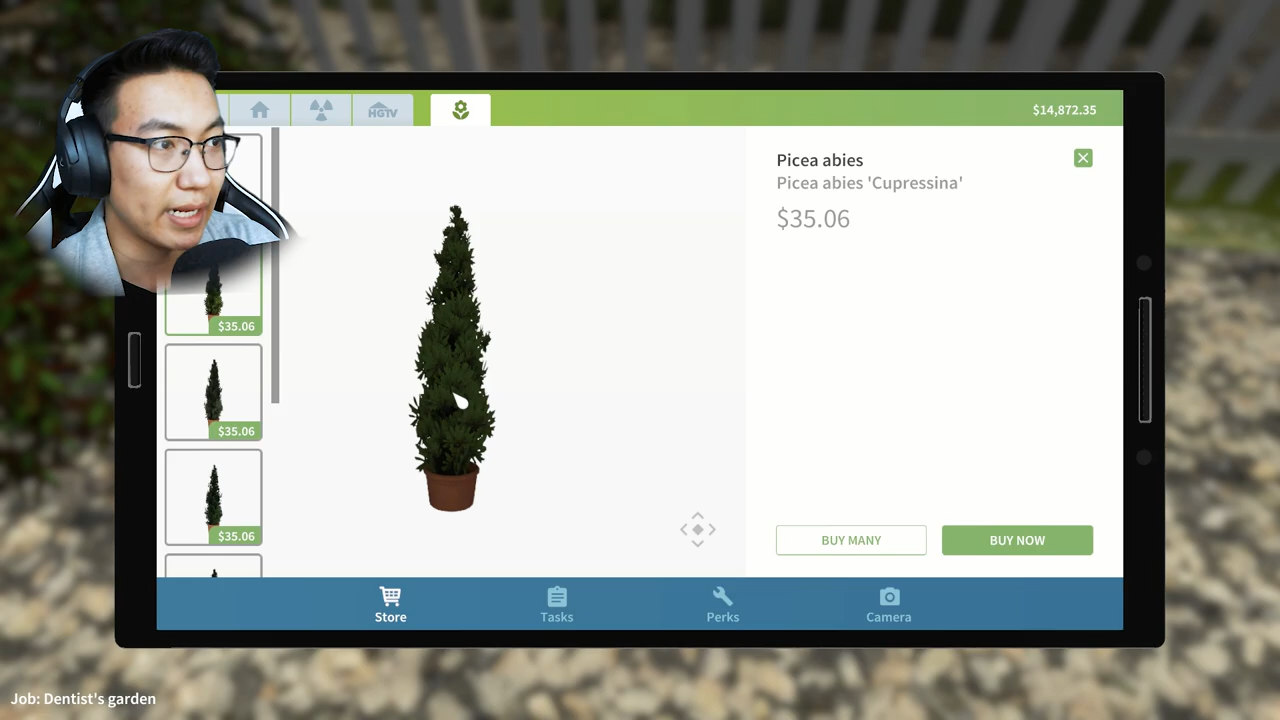 HGTV
$14,872.35
Picea abies
Picea abies 'Cupressina'
$35.06
$35.06
$35.06
$35.06
BUY MANY
BUY NOW
Store
Tasks
Perks
Camera
Job: Dentist's garden